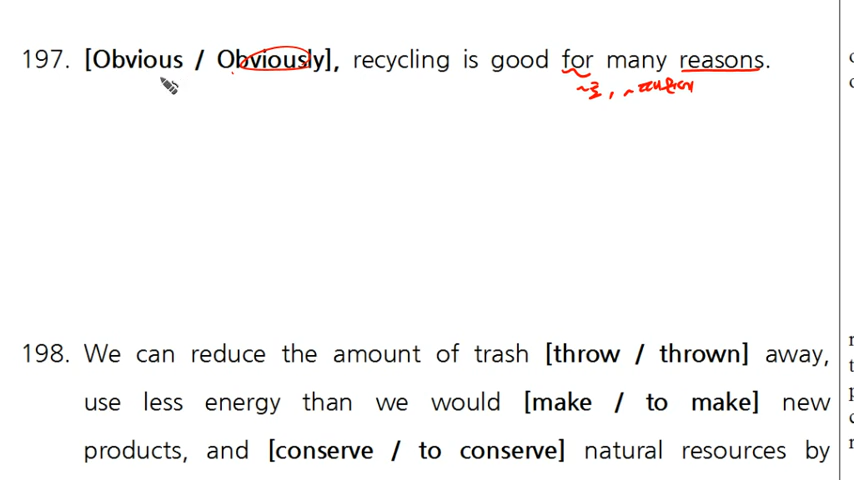 197. [Obvious / Obviously], recycling is good for many reasons.
198. We can reduce the amount of trash [throw / thrown] away,
use less energy than we would [make / to make] new
products, and [conserve / to conserve] natural resources by